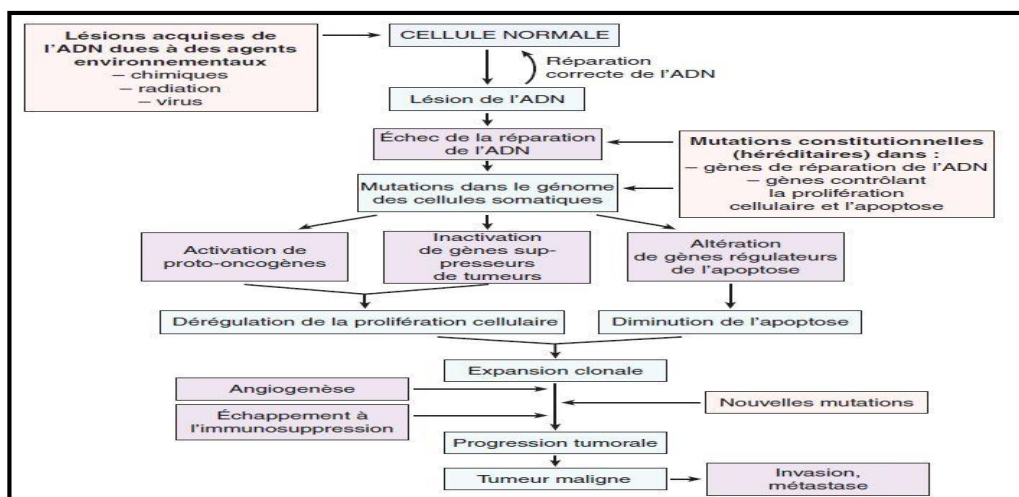 Lésions acquises de
l'ADN dues à des agents
environnementaux
– chimiques
– radiation
– virus
CELLULE NORMALE
Réparation
correcte de l'ADN
Lésion de l'ADN
Échec de la réparation
de l'ADN
Mutations constitutionnelles
(héréditaires) dans :
– gènes de réparation de l'ADN
– gènes contrôlant
la prolifération
cellulaire et l'apoptose
Mutations dans le génome
des cellules somatiques
Activation de
proto-oncogènes
Inactivation
de gènes sup-
presseurs
de tumeurs
Altération
de gènes régulateurs
de l'apoptose
Dérégulation de la prolifération cellulaire
Diminution de l'apoptose
Expansion clonale
Angiogenèse
Nouvelles mutations
Échappement à
l'immunosuppression
Progression tumorale
Tumeur maligne
Invasion,
métastase